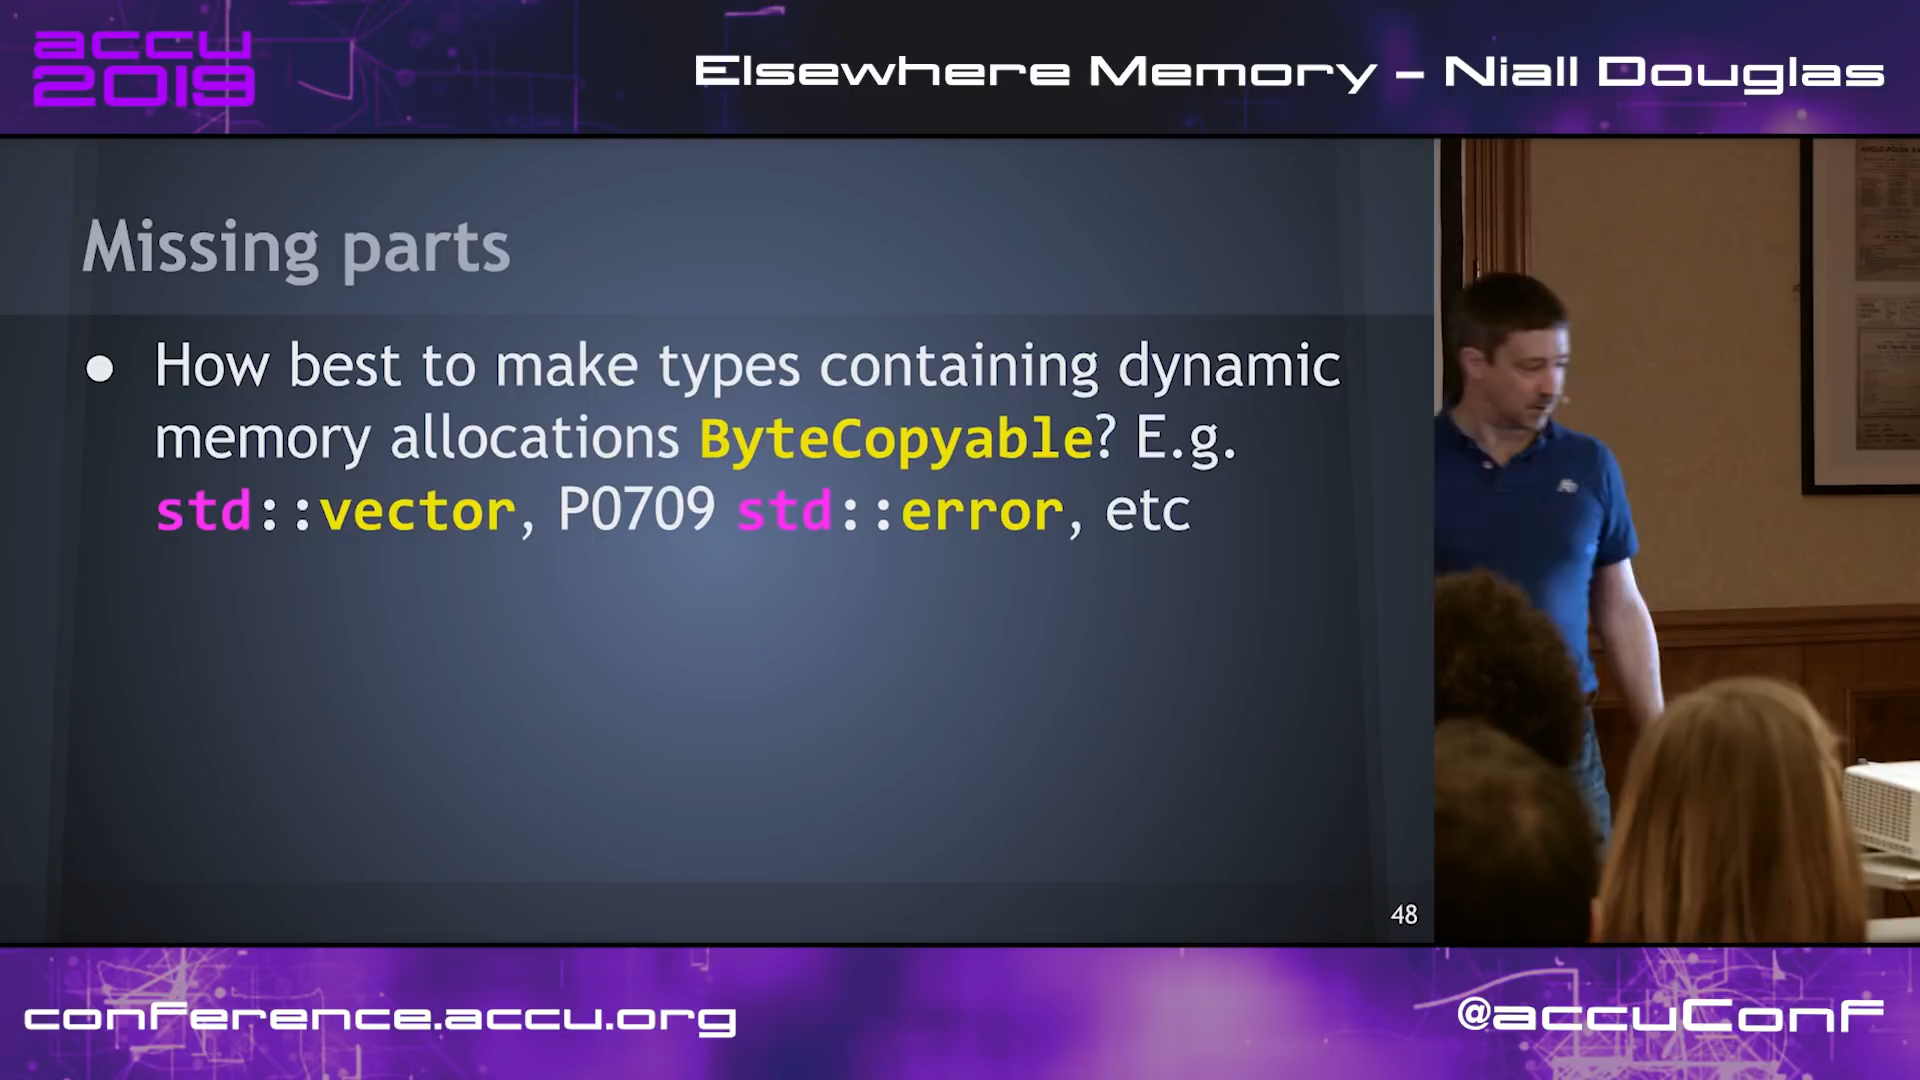 accu
2019
Elsewhere Memory – Niall Douglas
Missing parts
● How best to make types containing dynamic
memory allocations ByteCopyable? E.g.
std::vector, P0709 std::error, etc
48
conference.accu.org
@accuConf